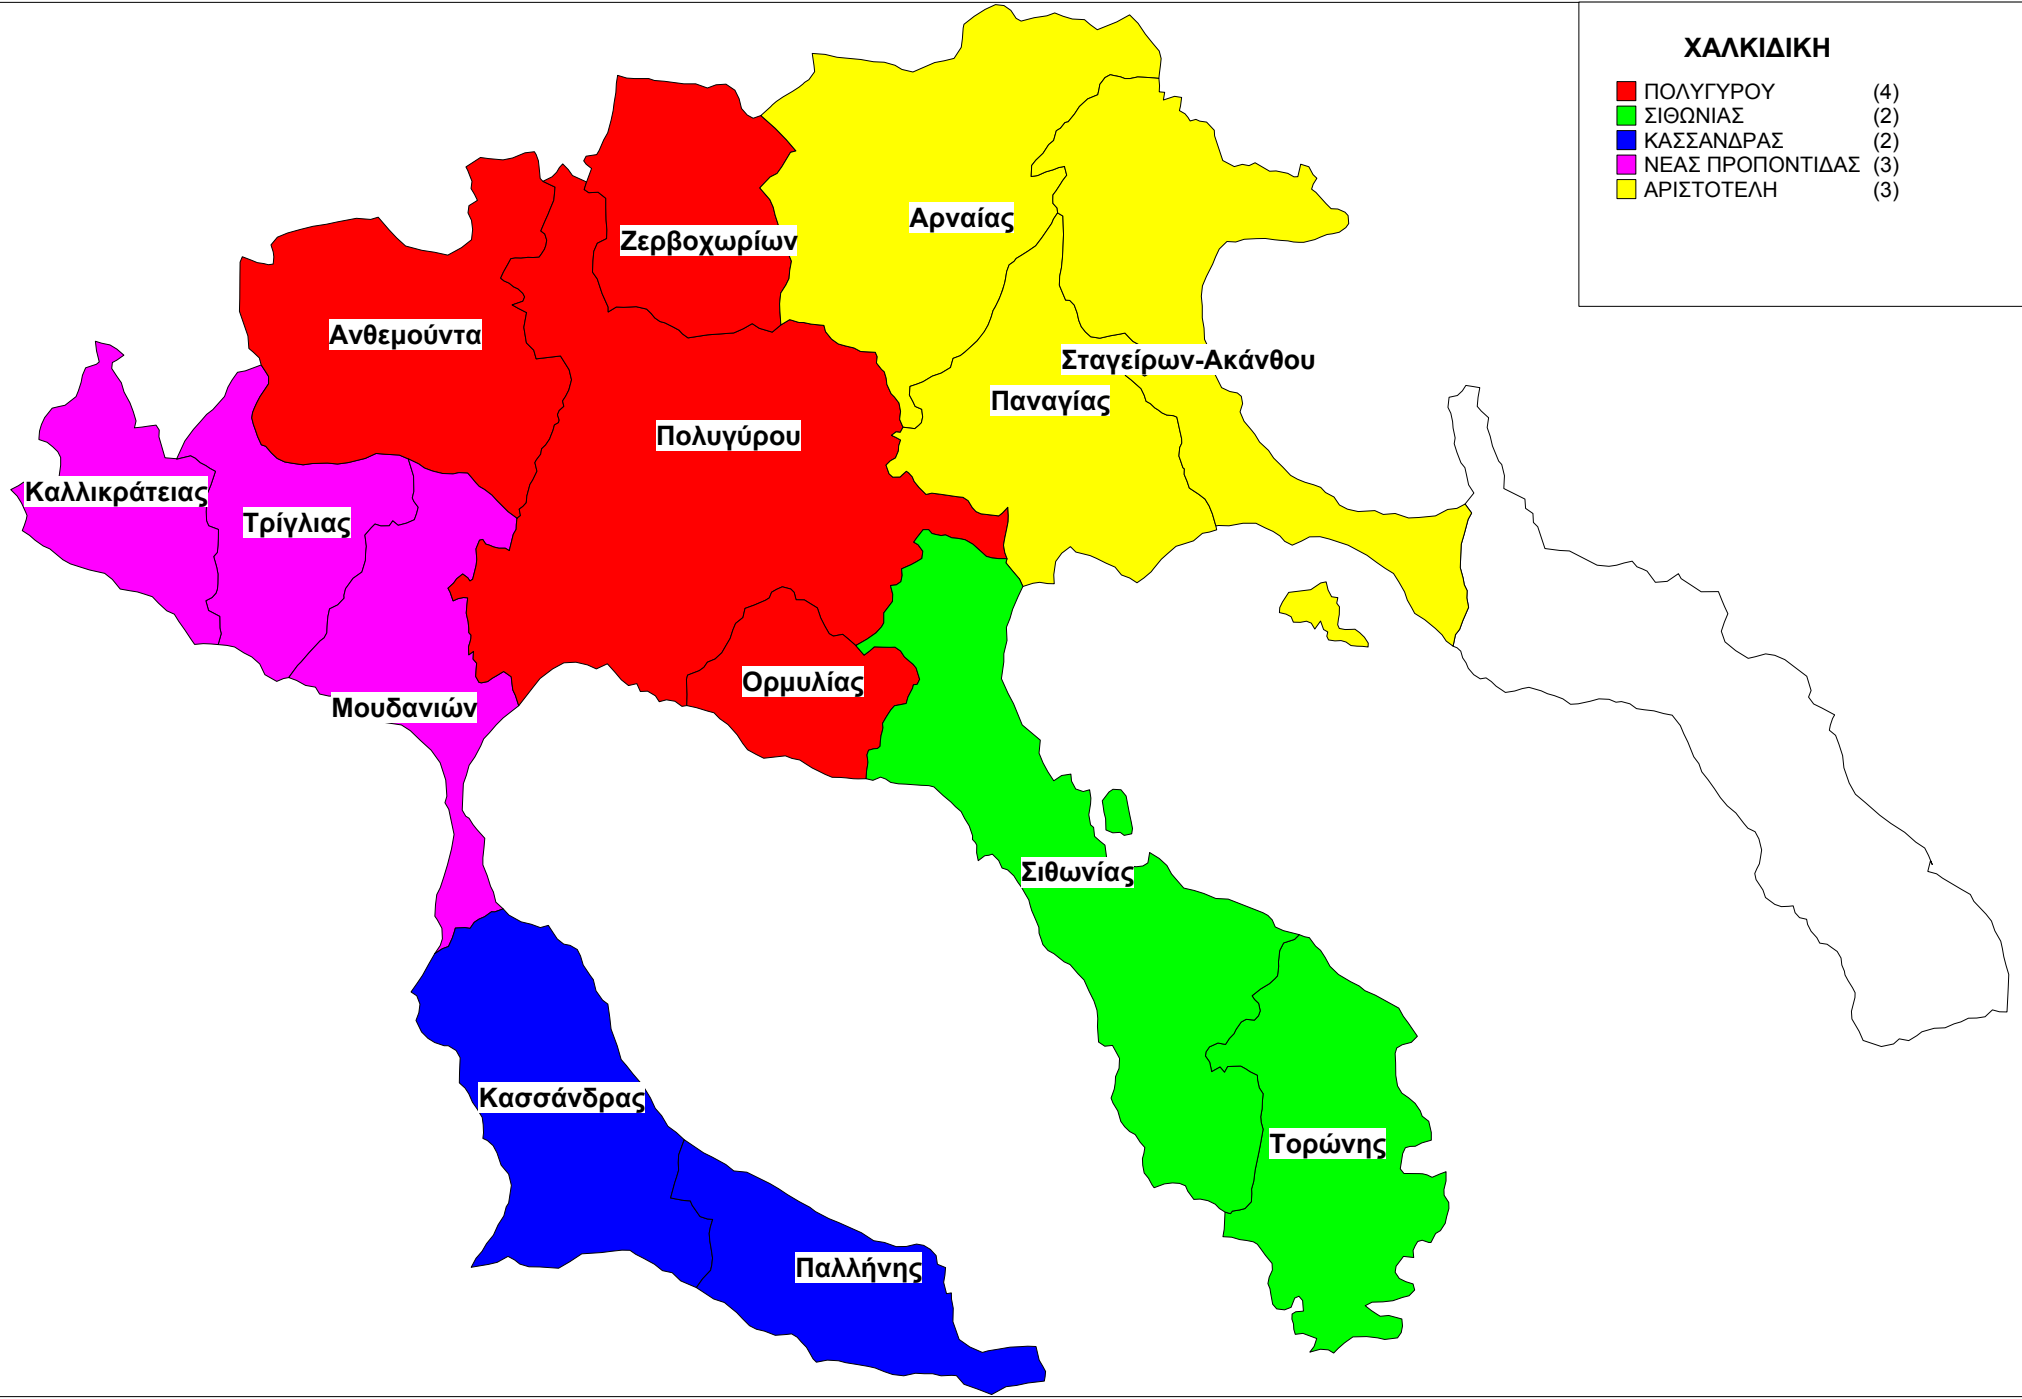 ΧΑΛΚΙΔΙΚΗ
ΠΟΛΥΓΥΡΟΥ (4)
ΣΙΘΩΝΙΑΣ (2)
ΚΑΣΣΑΝΔΡΑΣ (2)
ΝΕΑΣ ΠΡΟΠΟΝΤΙΔΑΣ (3)
ΑΡΙΣΤΟΤΕΛΗ (3)
Αρναίας
Ζερβοχωρίων
Ανθεμούντα
Σταγείρων-Ακάνθου
Παναγίας
Πολυγύρου
Καλλικράτειας
Τρίγλιας
Ορμυλίας
Μουδανιών
Σιθωνίας
Κασσάνδρας
Τορώνης
Παλλήνης